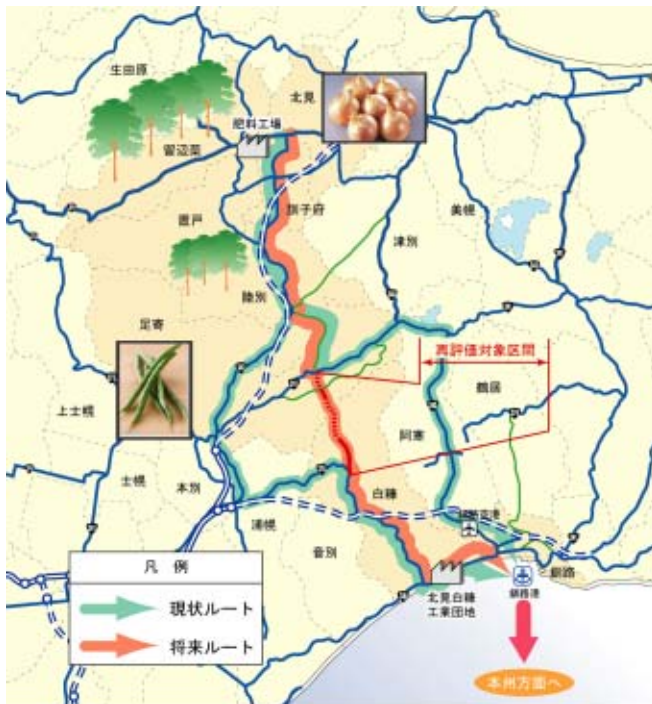 生田原
北見
肥料工場
留辺蘂
訓子府
置戸
美幌
津別
陸別
足寄
再評価対象区間
鶴居
上士幌
阿寒
士幌
本別
白糠
浦幌
釧路空港
音別
凡 例
現状ルート
将来ルート
北見白糠
工業団地
釧路
釧路港
本州方面へ